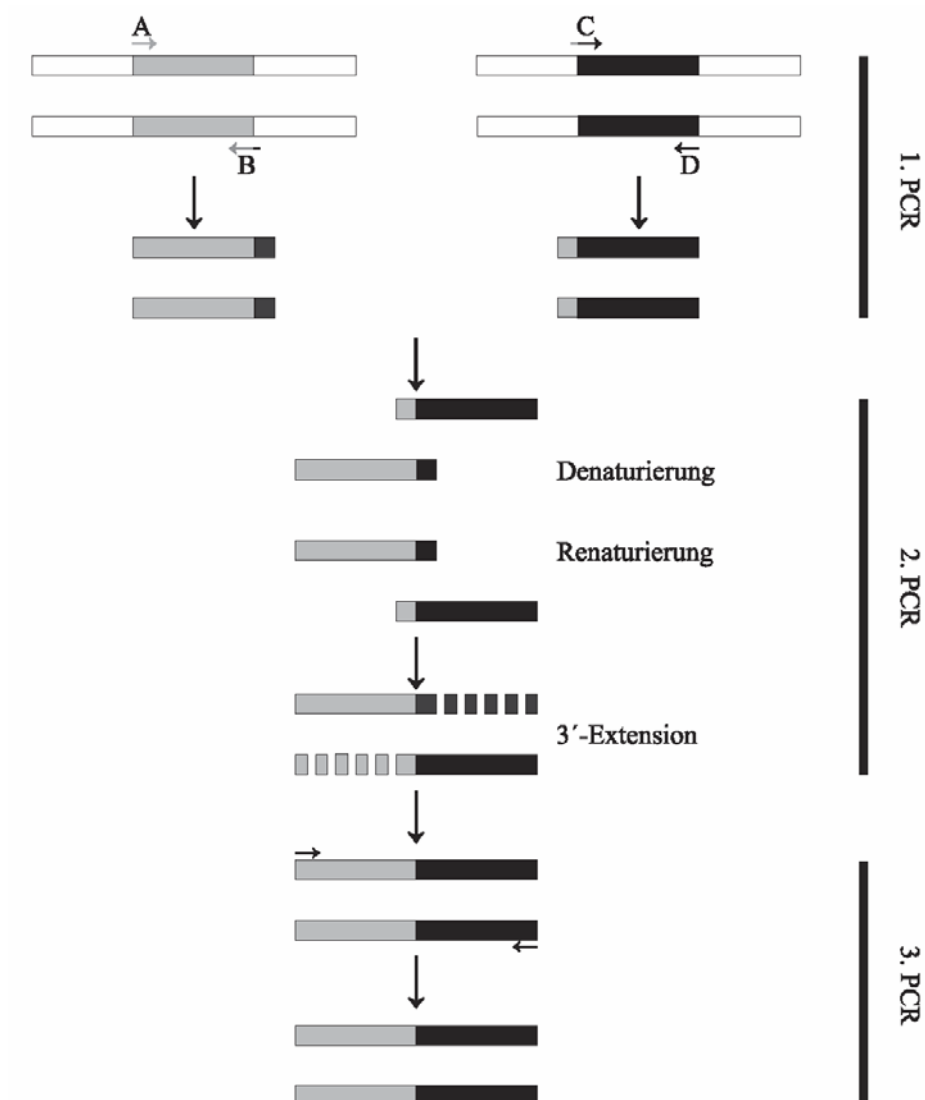 A
C
B
D
1. PCR
Denaturierung
Renaturierung
2. PCR
3´-Extension
3. PCR